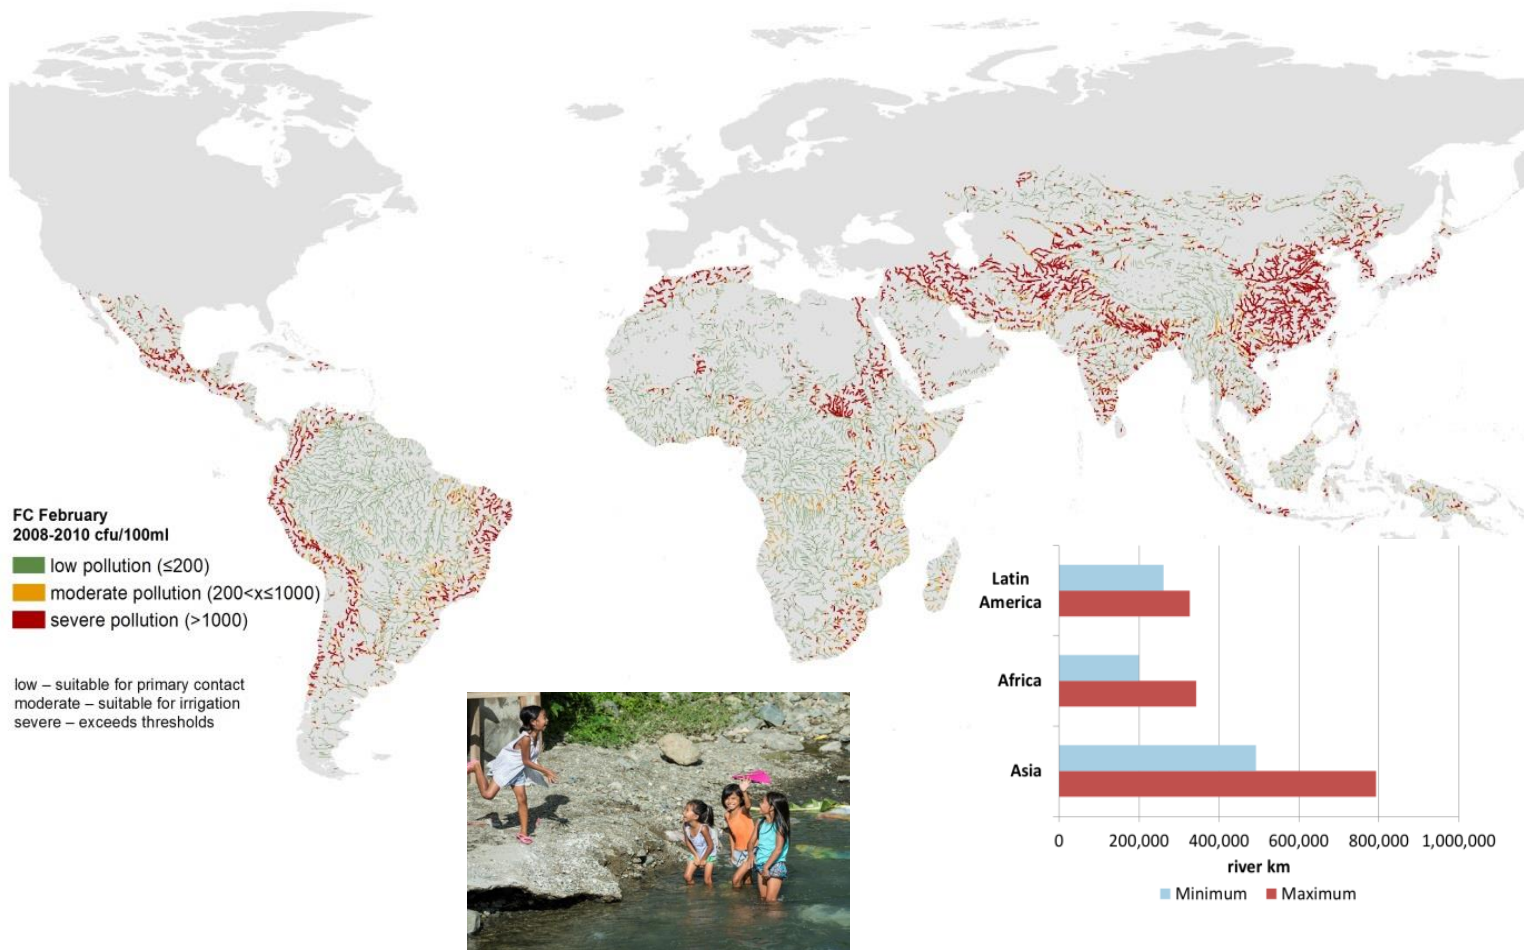 FC February
2008-2010 cfu/100ml
low pollution (≤200)
moderate pollution (200<x≤1000)
severe pollution (>1000)
low – suitable for primary contact
moderate – suitable for irrigation
severe – exceeds thresholds
Latin
America
Africa
Asia
0 200,000 400,000 600,000 800,000 1,000,000
river km
Minimum Maximum